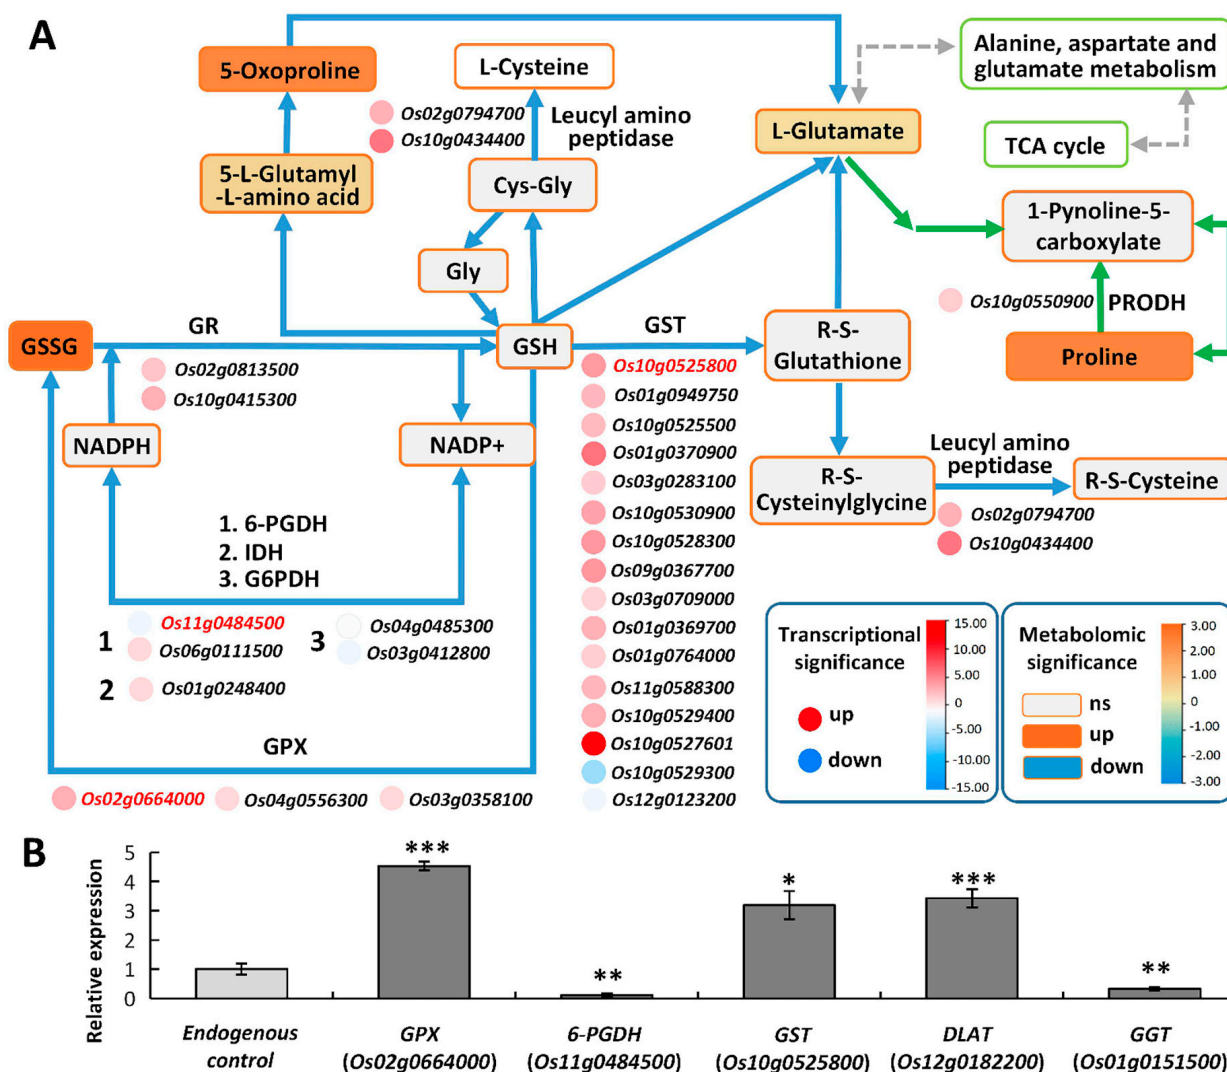 A
5-Oxoproline
L-Cysteine
Alanine, aspartate and
glutamate metabolism
Os02g0794700
Os10g0434400
Leucyl amino
peptidase
L-Glutamate
TCA cycle
5-L-Glutamyl
-L-amino acid
Cys-Gly
1-Pynoline-5-
carboxylate
Gly
Os10g0550900
PRODH
GR
GST
GSSG
GSH
R-S-
Glutathione
Proline
Os02g0813500
Os10g0415300
NADPH
NADP+
Os10g0525800
Os01g0949750
Os10g0525500
Os01g0370900
Os03g0283100
Os10g0530900
Os10g0528300
Os09g0367700
Os03g0709000
Os01g0369700
Os01g0764000
Os11g0588300
Os10g0529400
Os10g0527601
Os10g0529300
Os12g0123200
R-S-
Cysteinylglycine
Leucyl amino
peptidase
R-S-Cysteine
Os02g0794700
Os10g0434400
1. 6-PGDH
2. IDH
3. G6PDH
1
Os11g0484500
Os06g0111500
2
Os01g0248400
3
Os04g0485300
Os03g0412800
GPX
Os02g0664000
Os04g0556300
Os03g0358100
Transcriptional
significance
up
down
15.00
10.00
5.00
0
-5.00
-10.00
-15.00
Metabolomic
significance
ns
up
down
3.00
2.00
1.00
0
-1.00
-2.00
-3.00
B
Relative expression
5
4
3
2
1
0
***
**
*
***
**
Endogenous
control
GPX
(Os02g0664000)
6-PGDH
(Os11g0484500)
GST
(Os10g0525800)
DLAT
(Os12g0182200)
GGT
(Os01g0151500)